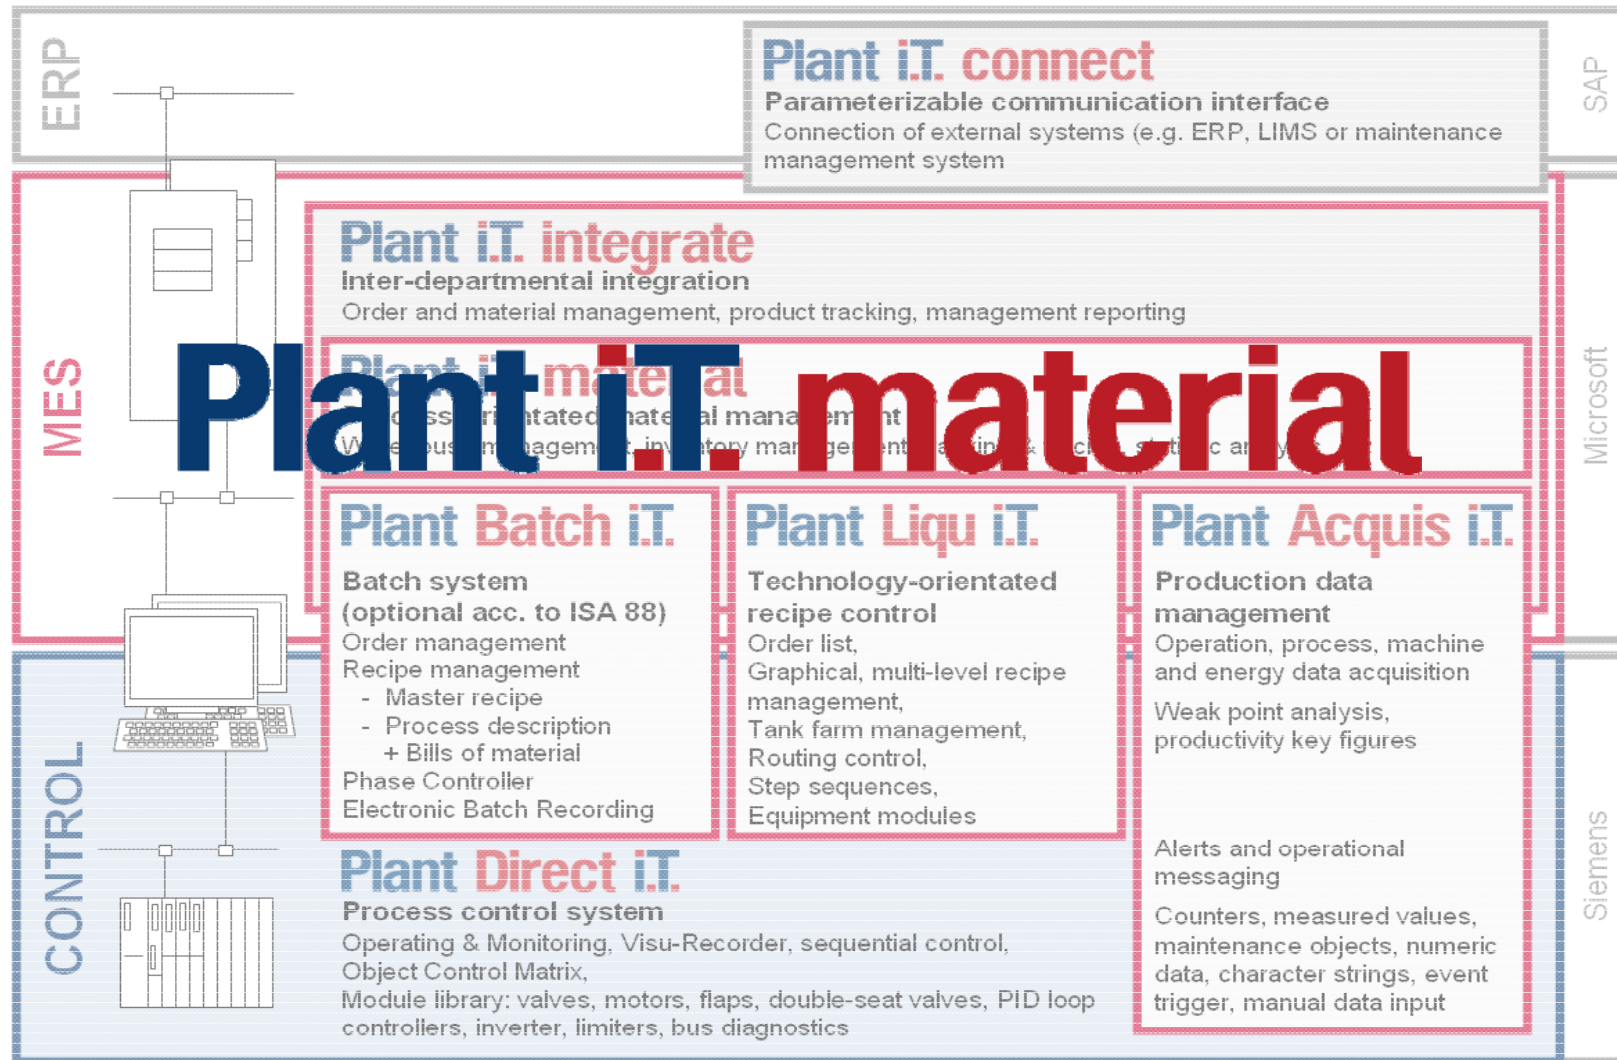 ERP
Plant i.T. connect
Parameterizable communication interface
Connection of external systems (e.g. ERP, LIMS or maintenance
management system
SAP
MES
Plant i.T. integrate
Inter-departmental integration
Order and material management, product tracking, management reporting
Plant i.T. material
Plant i.T. material
management
Microsoft
Plant Batch i.T.
Batch system
(optional acc. to ISA 88)
Order management
Recipe management
- Master recipe
- Process description
+ Bills of material
Phase Controller
Electronic Batch Recording
Plant Liqu i.T.
Technology-orientated
recipe control
Order list,
Graphical, multi-level recipe
management,
Tank farm management,
Routing control,
Step sequences,
Equipment modules
Plant Acquis i.T.
Production data
management
Operation, process, machine
and energy data acquisition
Weak point analysis,
productivity key figures
Alerts and operational
messaging
Counters, measured values,
maintenance objects, numeric
data, character strings, event
trigger, manual data input
CONTROL
Plant Direct i.T.
Process control system
Operating & Monitoring, Visu-Recorder, sequential control,
Object Control Matrix,
Module library: valves, motors, flaps, double-seat valves, PID loop
controllers, inverter, limiters, bus diagnostics
Siemens